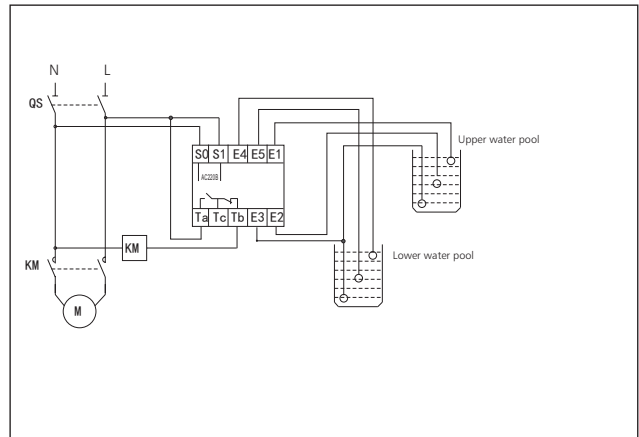 N L
QS
S0 S1 E4 E5 E1
AC220V
Ta Tc Tb E3 E2
Upper water pool
Lower water pool
KM
KM
M